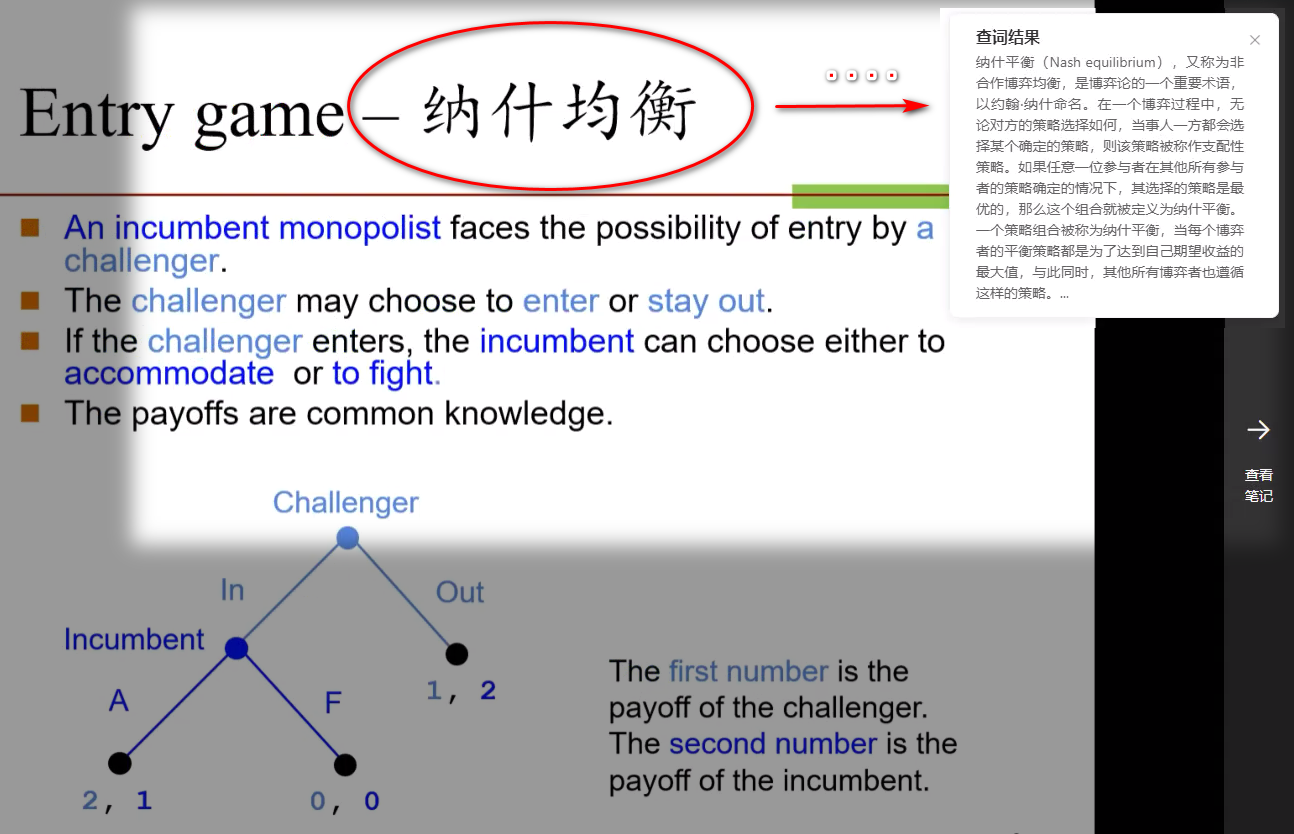 Entry game – 纳什均衡
An incumbent monopolist faces the possibility of entry by a
challenger.
The challenger may choose to enter or stay out.
If the challenger enters, the incumbent can choose either to
accommodate or to fight.
The payoffs are common knowledge.
Challenger
In
Out
Incumbent
1, 2
A
F
2, 1
0, 0
The first number is the
payoff of the challenger.
The second number is the
payoff of the incumbent.
查词结果
纳什平衡（Nash equilibrium），又称为非
合作博弈均衡，是博弈论的一个重要术语，
以约翰·纳什命名。在一个博弈过程中，无
论对方的策略选择如何，当事人一方都会选
择某个确定的策略，则该策略被称作支配性
策略。如果任意一位参与者在其他所有参与
者的策略确定的情况下，其选择的策略是最
优的，那么这个组合就被定义为纳什平衡。
一个策略组合被称为纳什平衡，当每个博弈
者的平衡策略都是为了达到自己期望收益的
最大值，与此同时，其他所有博弈者也遵循
这样的策略。...
查看
笔记